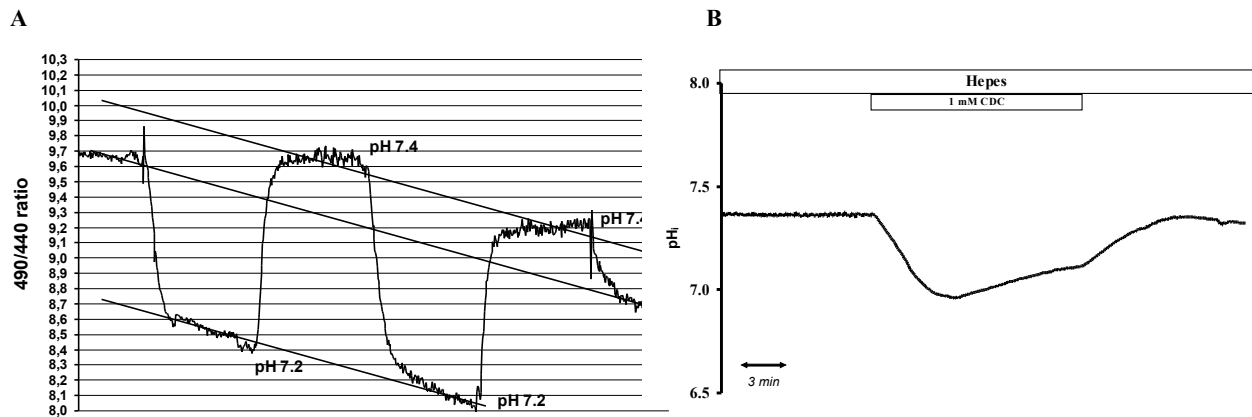 A
10,3
10,2
10,1
10,0
9,9
9,8
9,7
9,6
9,5
9,4
9,3
9,2
9,1
9,0
8,9
8,8
8,7
8,6
8,5
8,4
8,3
8,2
8,1
8,0
490/440 ratio
pH 7.4
pH 7.4
pH 7.2
pH 7.2
B
8.0
7.5
7.0
6.5
pHi
Hepes
1 mM CDC
3 min